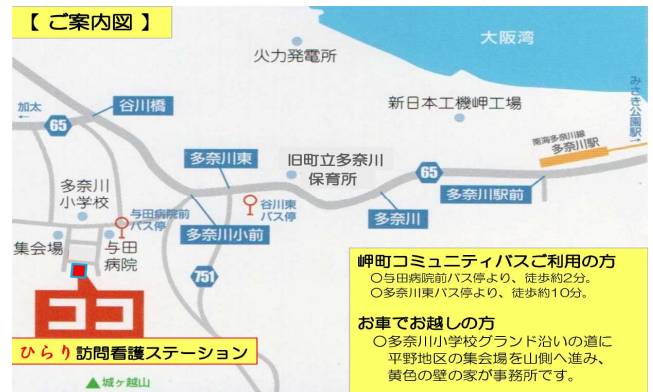 【 ご案内図 】
大阪湾
火力発電所
みさき公園駅→
加太
←
谷川橋
新日本工機岬工場
65
南海多奈川線
多奈川駅
多奈川東
旧町立多奈川
保育所
65
多奈川駅前
多奈川
小学校
与田病院前
バス停
谷川東
バス停
多奈川
多奈川小前
集会場
与田
病院
751
ココ
ひらり訪問看護ステーション
▲城ヶ越山
岬町コミュニティバスご利用の方
○与田病院前バス停より、徒歩約2分。
○多奈川東バス停より、徒歩約10分。
お車でお越しの方
○多奈川小学校グランド沿いの道に
平野地区の集会場を山側へ進み、
黄色の壁の家が事務所です。